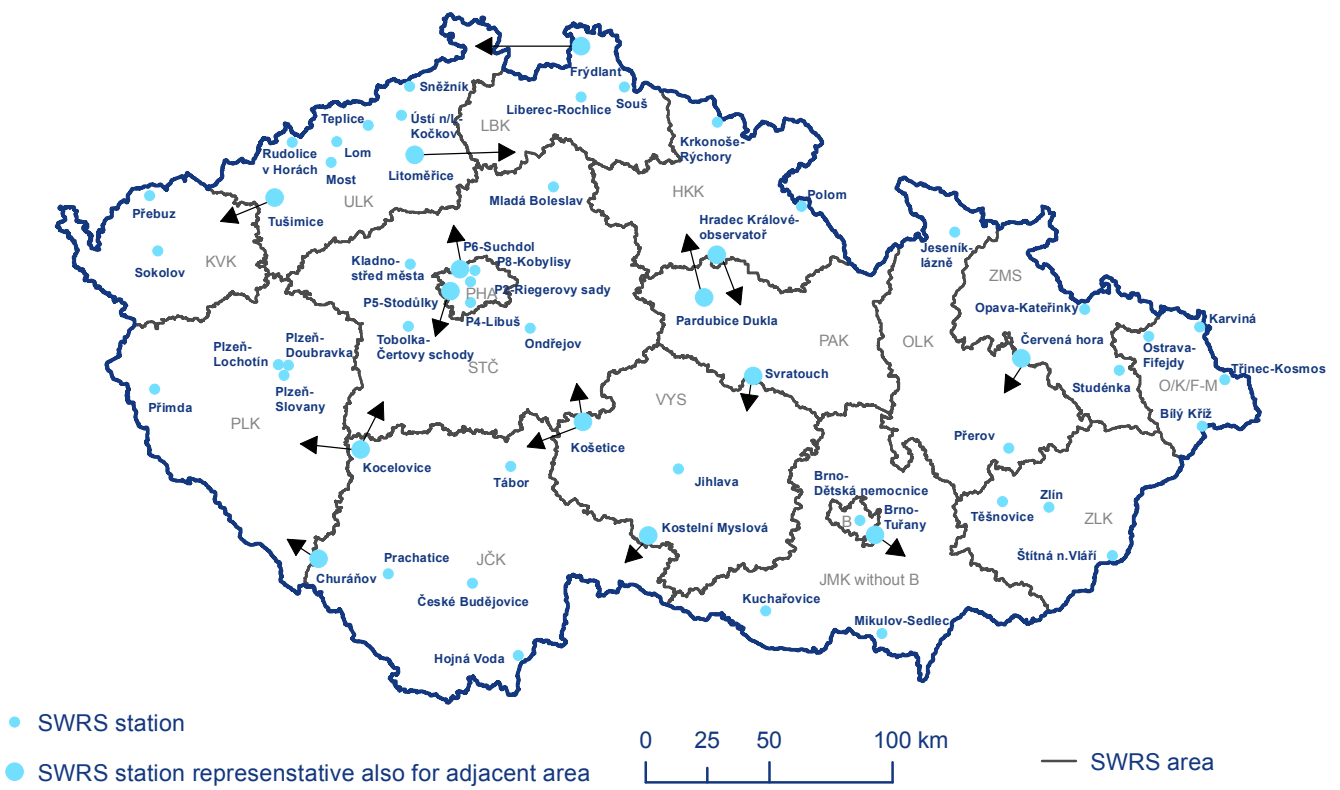 Frýdlant
Sněžník
Souš
Liberec-Rochlice
LBK
Teplice
Ústí n/l-
Kočkov
Krkonoše-
Rýchory
Rudolice
v Horách
Lom
Most
Litoměřice
HKK
Polom
Přebuz
Tušimice
ULK
Mladá Boleslav
Hradec Králové-
observatoř
Jeseník-
lázně
Sokolov
KVK
Kladno-
střed města
P6-Suchdol
P8-Kobylisy
P2-Riegerovy sady
PHA
P5-Stodůlky
P4-Libuš
ZMS
Opava-Kateřinky
Karviná
Pardubice Dukla
Tobolka-
Čertovy schody
Ondřejov
PAK
OLK
Červená hora
Ostrava-
Fifejdy
Plzeň-
Lochotín
Plzeň-
Doubravka
Plzeň-
Slovany
STČ
Svratouch
Studénka
O/K/F-M
Třinec-Kosmos
Přimda
PLK
VYS
Bílý Kříž
Kocelovice
Košetice
Přerov
Tábor
Jihlava
Brno-
Dětská nemocnice
Brno-
Tuřany
B
Těšnovice
Zlín
ZLK
Kostelní Myslová
Štítná n.Vláří
Churáňov
Prachatice
JČK
České Budějovice
JMK without B
Kuchařovice
Mikulov-Sedlec
Hojná Voda
SWRS station
SWRS station represenstative also for adjacent area
0 25 50 100 km
SWRS area